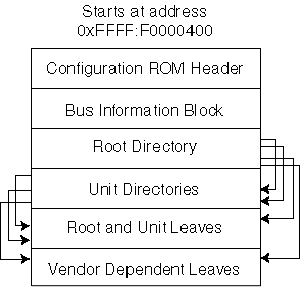 Starts at address
0xFFFF:F0000400
Configuration ROM Header
Bus Information Block
Root Directory
Unit Directories
Root and Unit Leaves
Vendor Dependent Leaves